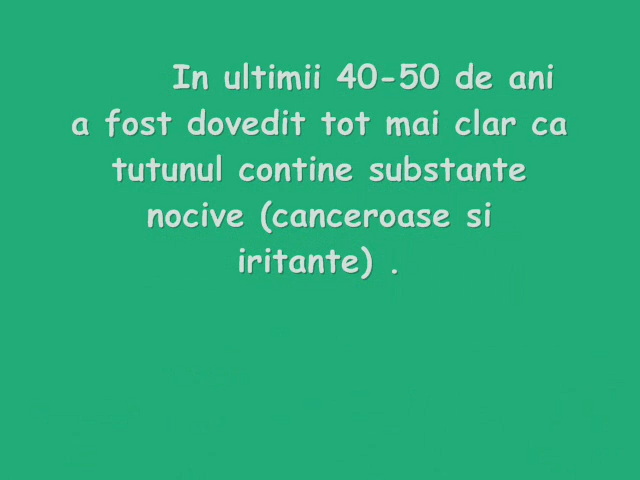 In ultimii 40-50 de ani
a fost dovedit tot mai clar ca
tutunul contine substante
nocive (canceroase si
iritante) .